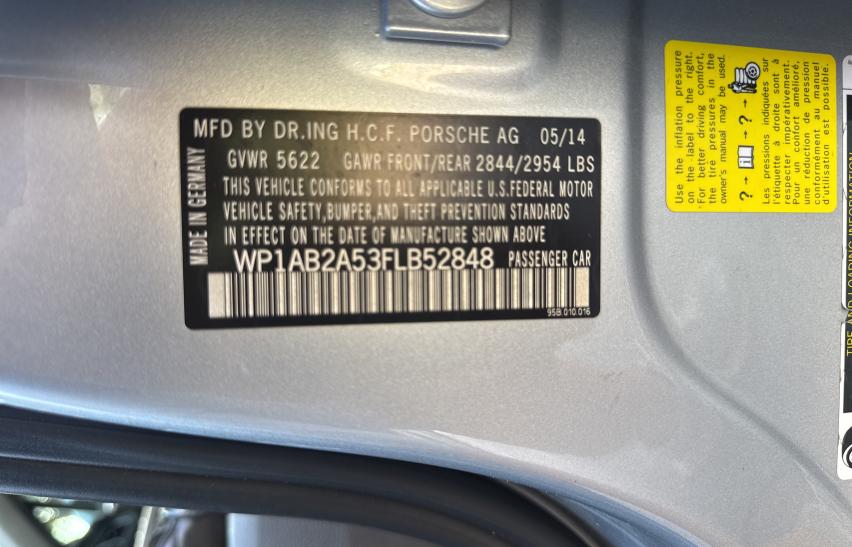 MFD BY DR.ING H.C.F. PORSCHE AG 05/14
GVWR 5622 GAWR FRONT/REAR 2844/2954 LBS
THIS VEHICLE CONFORMS TO ALL APPLICABLE U.S.FEDERAL MOTOR
VEHICLE SAFETY,BUMPER,AND THEFT PREVENTION STANDARDS
IN EFFECT ON THE DATE OF MANUFACTURE SHOWN ABOVE
WP1AB2A53FLB52848 PASSENGER CAR
95B.010.016
MADE IN GERMANY
Use the inflation pressure
on the label to the right.
*For better driving comfort,
the tire pressures in the
owner's manual may be used.
? → i → ? →
Les pressions indiquées sur
l'étiquette à droite sont à
respecter impérativement.
Pour un confort amélioré,
une réduction de pression
conformément au manuel
d'utilisation est possible.
TIRE AND LOADING INFORMATION